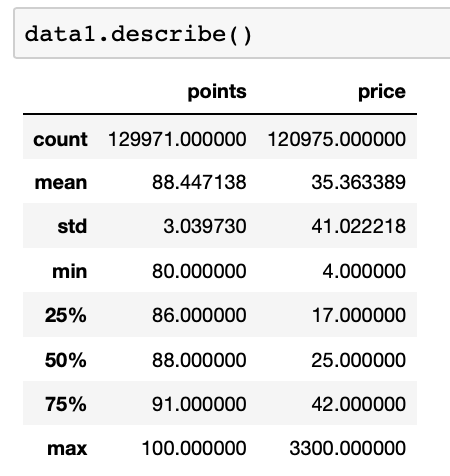 data1.describe()
points price
count 129971.000000 120975.000000
mean 88.447138 35.363389
std 3.039730 41.022218
min 80.000000 4.000000
25% 86.000000 17.000000
50% 88.000000 25.000000
75% 91.000000 42.000000
max 100.000000 3300.000000